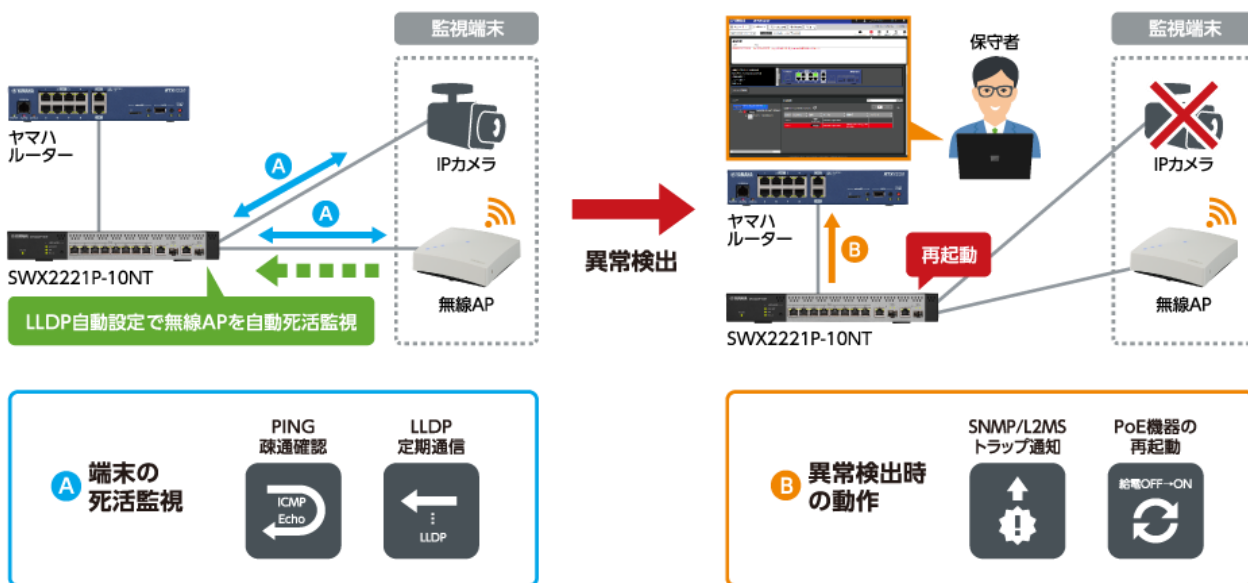 監視端末
ヤマハ
ルーター
IPカメラ
A
A
SWX2221P-10NT
無線AP
LLDP自動設定で無線APを自動死活監視
異常検出
監視端末
保守者
ヤマハ
ルーター
IPカメラ
B
再起動
無線AP
SWX2221P-10NT
A
端末の
死活監視
PING
疎通確認
ICMP
Echo
LLDP
定期通信
LLDP
B
異常検出時
の動作
SNMP/L2MS
トラップ通知
PoE機器の
再起動
給電OFF→ON